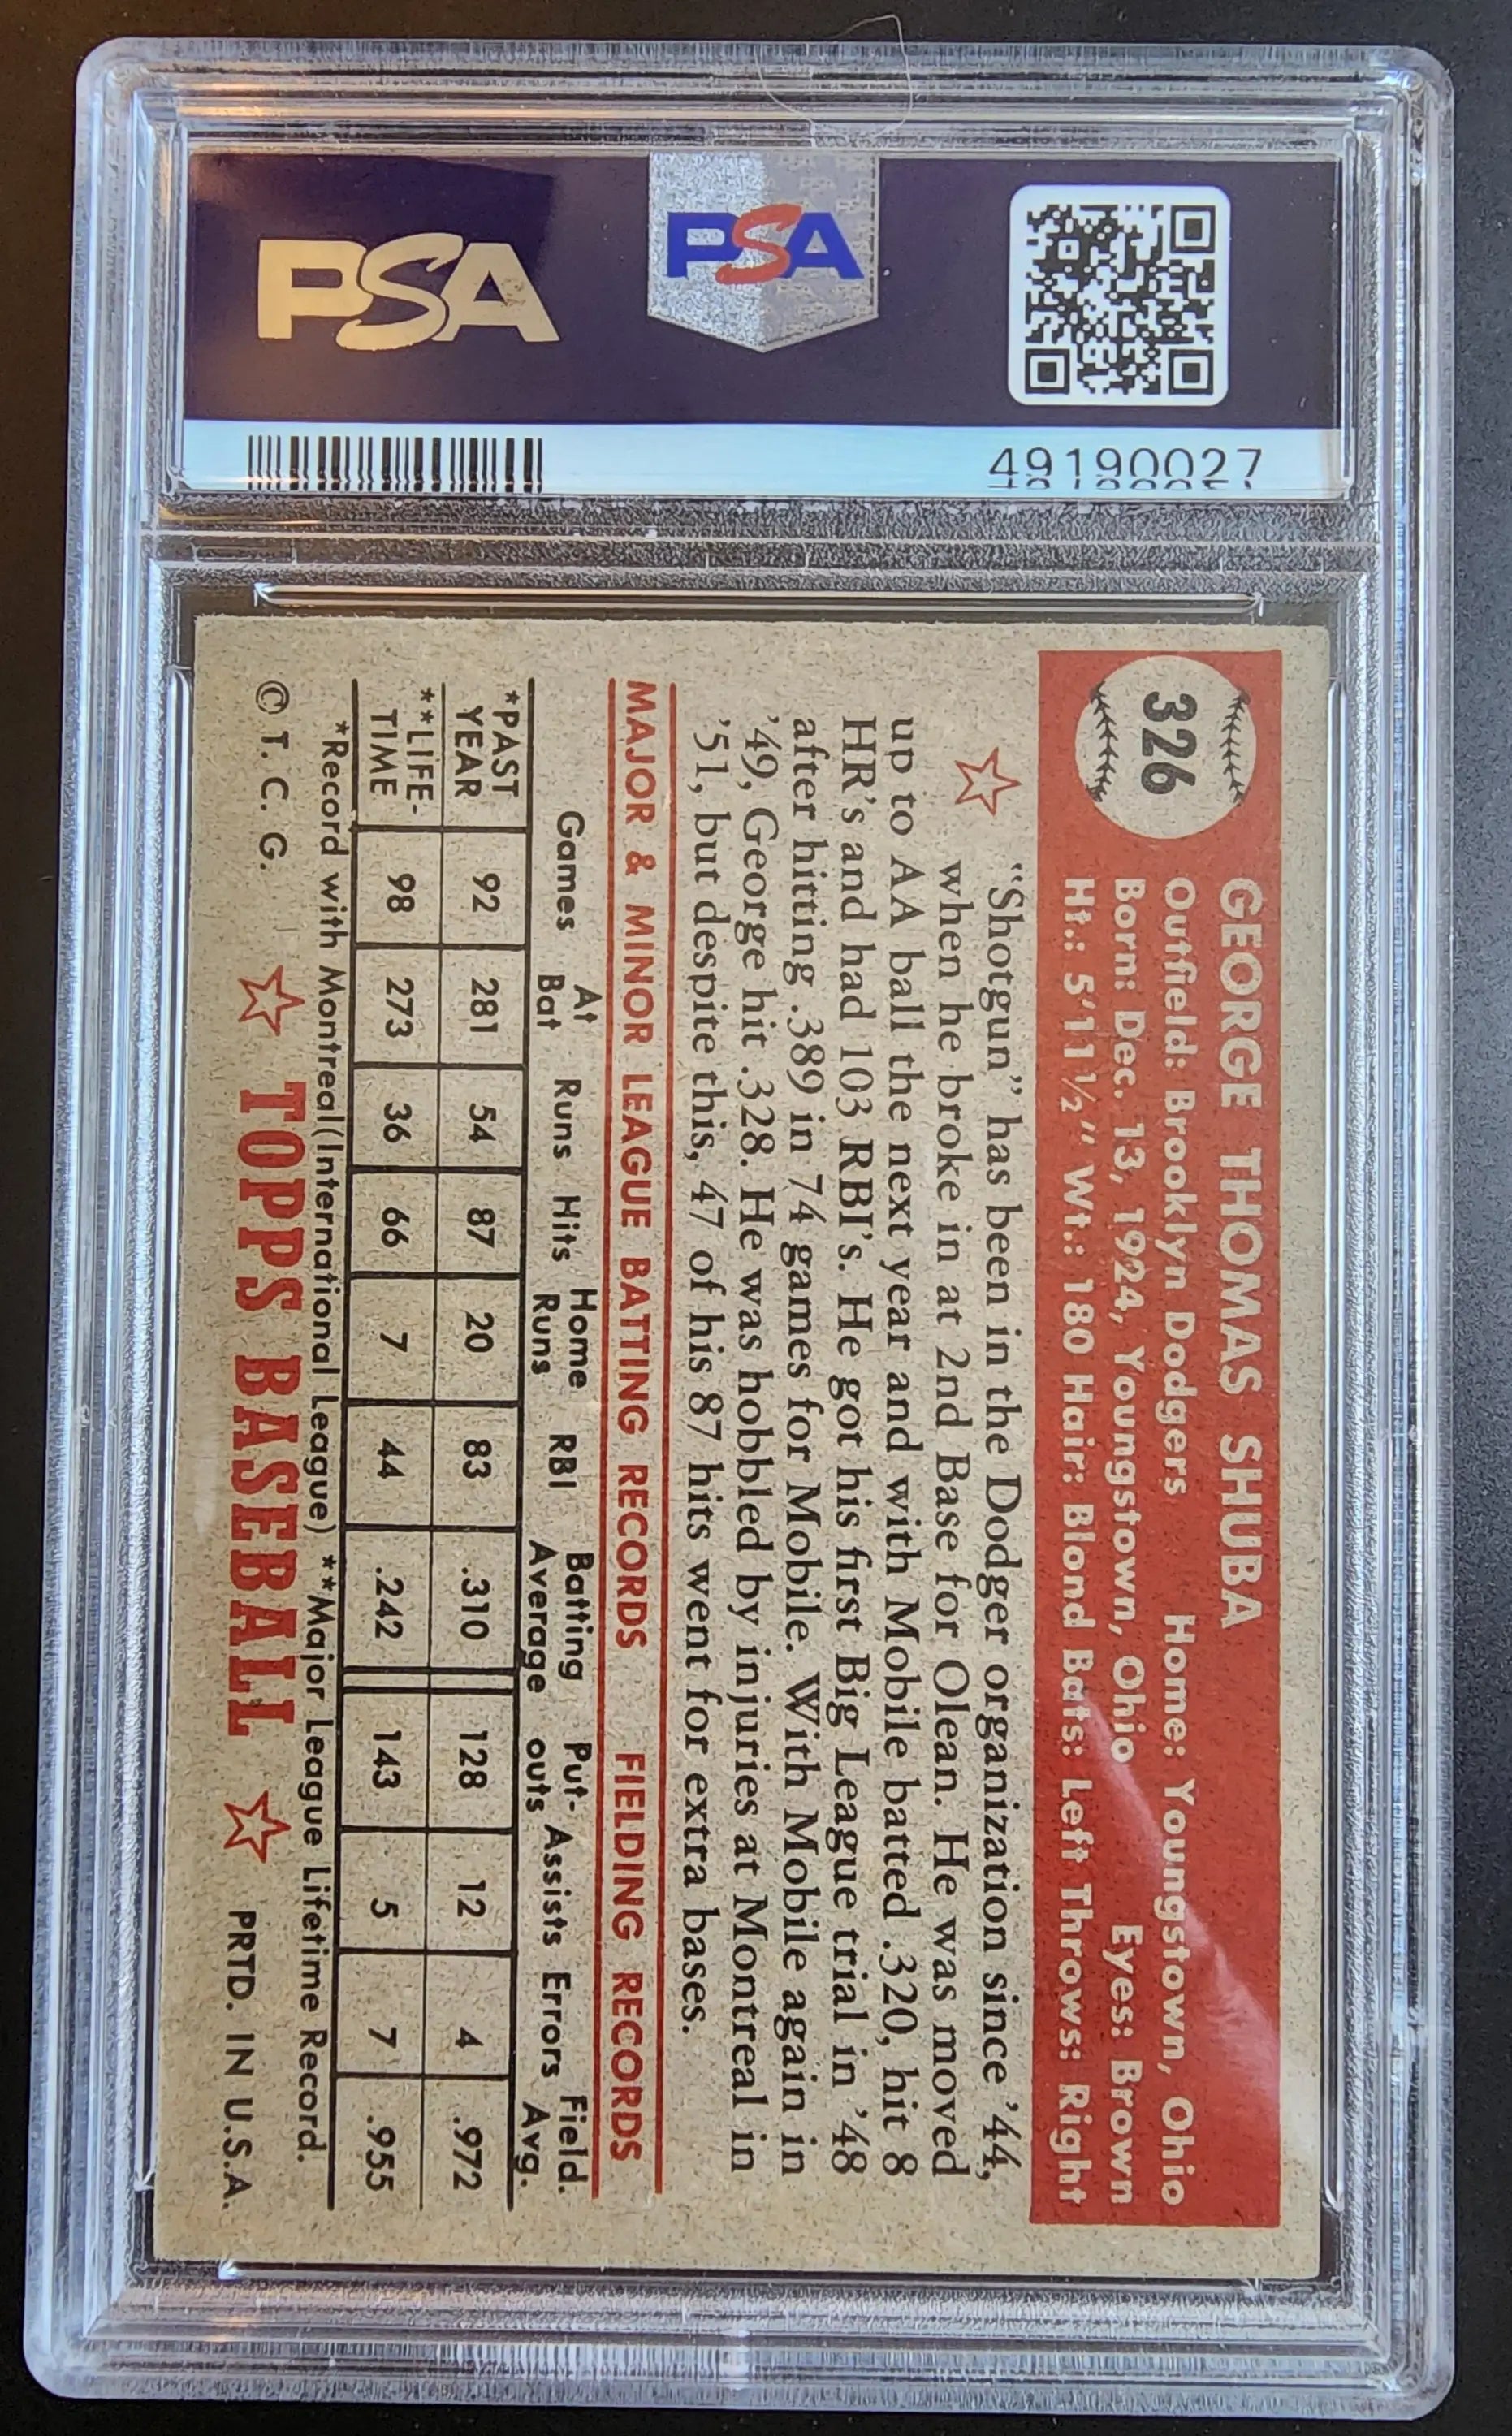 PSA
PSA
49190027
326
GEORGE THOMAS SHUBA
Outfield: Brooklyn Dodgers Home: Youngstown, Ohio
Born: Dec. 13, 1924, Youngstown, Ohio Eyes: Brown
Ht.: 5'11½" Wt.: 180 Hair: Blond Bats: Left Throws: Right
"Shotgun" has been in the Dodger organization since '44,
when he broke in at 2nd Base for Olean. He was moved
up to AA ball the next year and with Mobile batted .320, hit 8
HR's and had 103 RBI's. He got his first Big League trial in '48
after hitting .389 in 74 games for Mobile. With Mobile again in
'49, George hit .328. He was hobbled by injuries at Montreal in
'51, but despite this, 47 of his 87 hits went for extra bases.
MAJOR & MINOR LEAGUE BATTING RECORDS FIELDING RECORDS
Games At Bat Runs Hits Home Runs RBI Batting Average Put-outs Assists Errors Field. Avg.
*PAST YEAR 92 281 54 87 20 83 .310 128 12 4 .972
**LIFE-TIME 98 273 36 66 7 44 .242 143 5 7 .955
*Record with Montreal(International League) **Major League Lifetime Record.
© T. C. G. TOPPS BASEBALL PRTD. IN U.S.A.